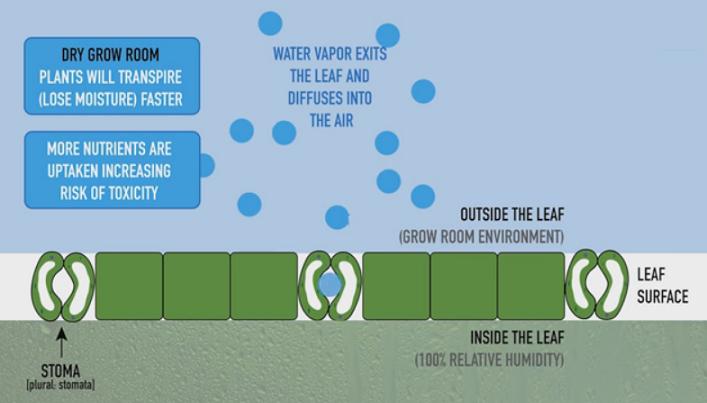 DRY GROW ROOM
PLANTS WILL TRANSPIRE
(LOSE MOISTURE) FASTER
MORE NUTRIENTS ARE
UPTAKEN INCREASING
RISK OF TOXICITY
WATER VAPOR EXITS
THE LEAF AND
DIFFUSES INTO
THE AIR
OUTSIDE THE LEAF
(GROW ROOM ENVIRONMENT)
LEAF
SURFACE
INSIDE THE LEAF
(100% RELATIVE HUMIDITY)
STOMA
(plural: stomata)